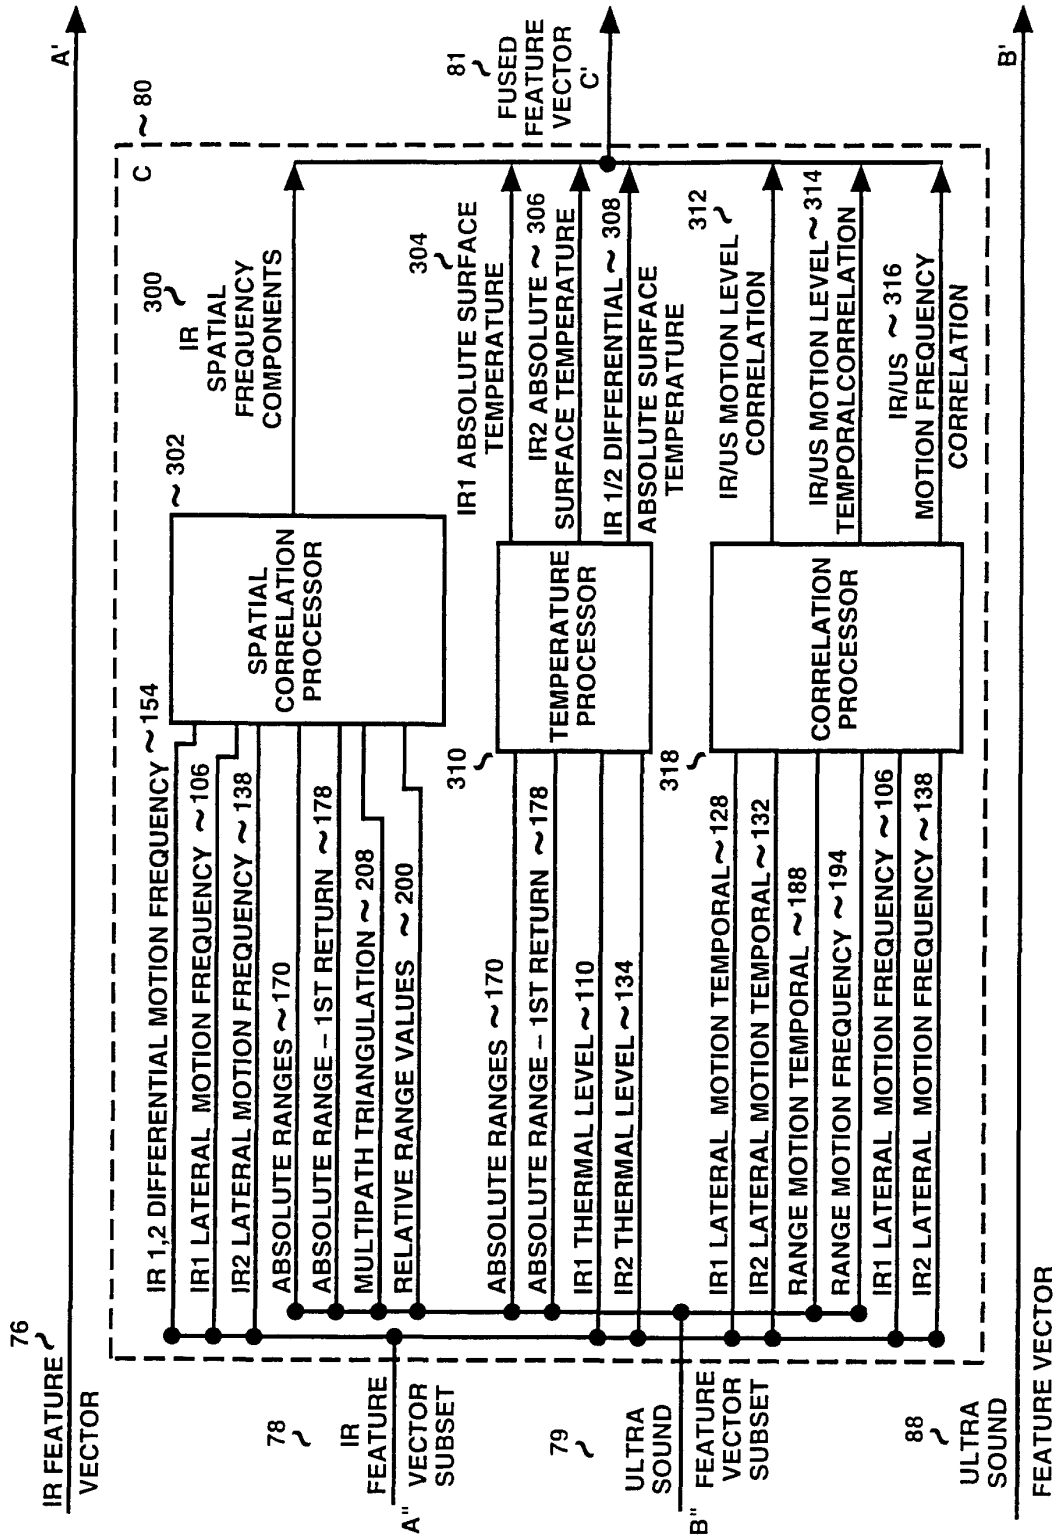 76
IR FEATURE
VECTOR
A'
C
80
IR 1,2 DIFFERENTIAL MOTION FREQUENCY ~154
IR1 LATERAL MOTION FREQUENCY ~106
IR2 LATERAL MOTION FREQUENCY ~138
ABSOLUTE RANGES ~170
ABSOLUTE RANGE – 1ST RETURN ~178
MULTIPATH TRIANGULATION ~208
RELATIVE RANGE VALUES ~200
302
SPATIAL
CORRELATION
PROCESSOR
300
IR
SPATIAL
FREQUENCY
COMPONENTS
78
IR
FEATURE
VECTOR
SUBSET
A"
ABSOLUTE RANGES ~170
ABSOLUTE RANGE – 1ST RETURN ~178
IR1 THERMAL LEVEL ~110
IR2 THERMAL LEVEL ~134
310
TEMPERATURE
PROCESSOR
304
IR1 ABSOLUTE SURFACE
TEMPERATURE
IR2 ABSOLUTE ~306
SURFACE TEMPERATURE
IR 1/2 DIFFERENTIAL ~308
ABSOLUTE SURFACE
TEMPERATURE
81
FUSED
FEATURE
VECTOR
C'
79
ULTRA
SOUND
FEATURE
VECTOR
SUBSET
B"
IR1 LATERAL MOTION TEMPORAL ~128
IR2 LATERAL MOTION TEMPORAL ~132
RANGE MOTION TEMPORAL ~188
RANGE MOTION FREQUENCY ~194
IR1 LATERAL MOTION FREQUENCY ~106
IR2 LATERAL MOTION FREQUENCY ~138
318
CORRELATION
PROCESSOR
312
IR/US MOTION LEVEL
CORRELATION
IR/US MOTION LEVEL ~314
TEMPORALCORRELATION
IR/US ~316
MOTION FREQUENCY
CORRELATION
88
ULTRA
SOUND
FEATURE VECTOR
B'